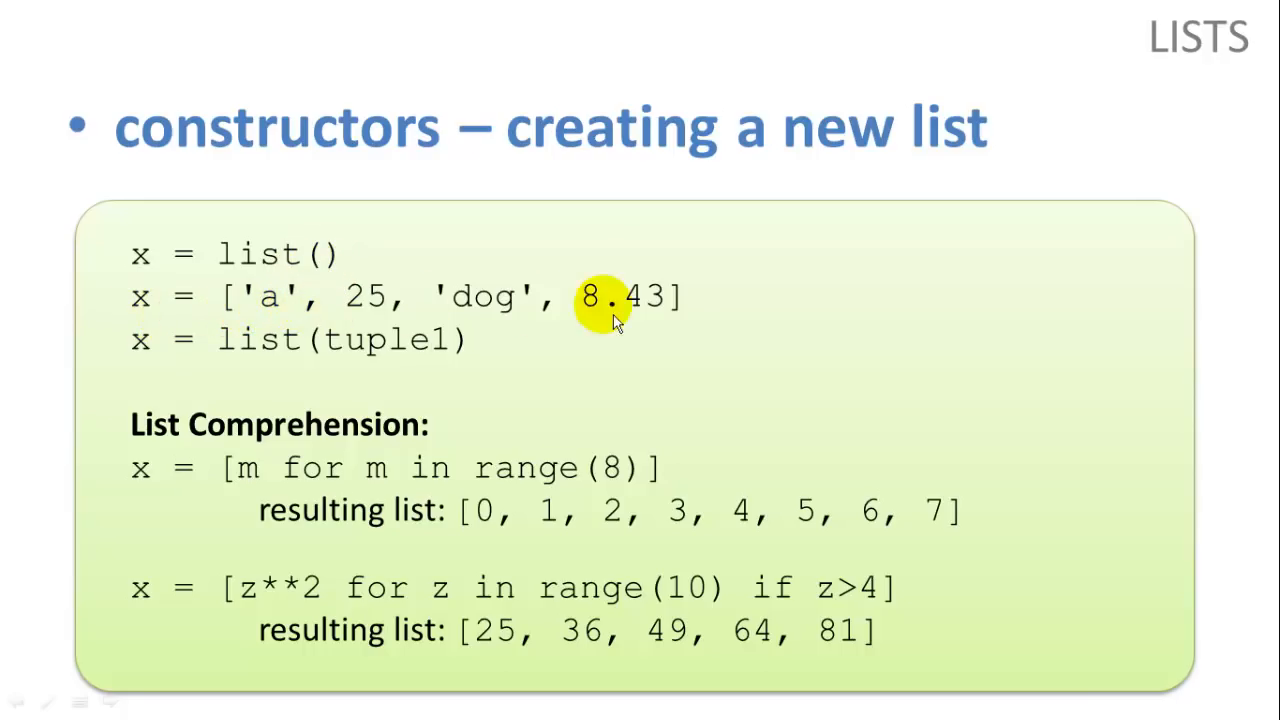 LISTS
• constructors – creating a new list
x = list()
x = ['a', 25, 'dog', 8.43]
x = list(tuple1)
List Comprehension:
x = [m for m in range(8)]
resulting list: [0, 1, 2, 3, 4, 5, 6, 7]
x = [z**2 for z in range(10) if z>4]
resulting list: [25, 36, 49, 64, 81]